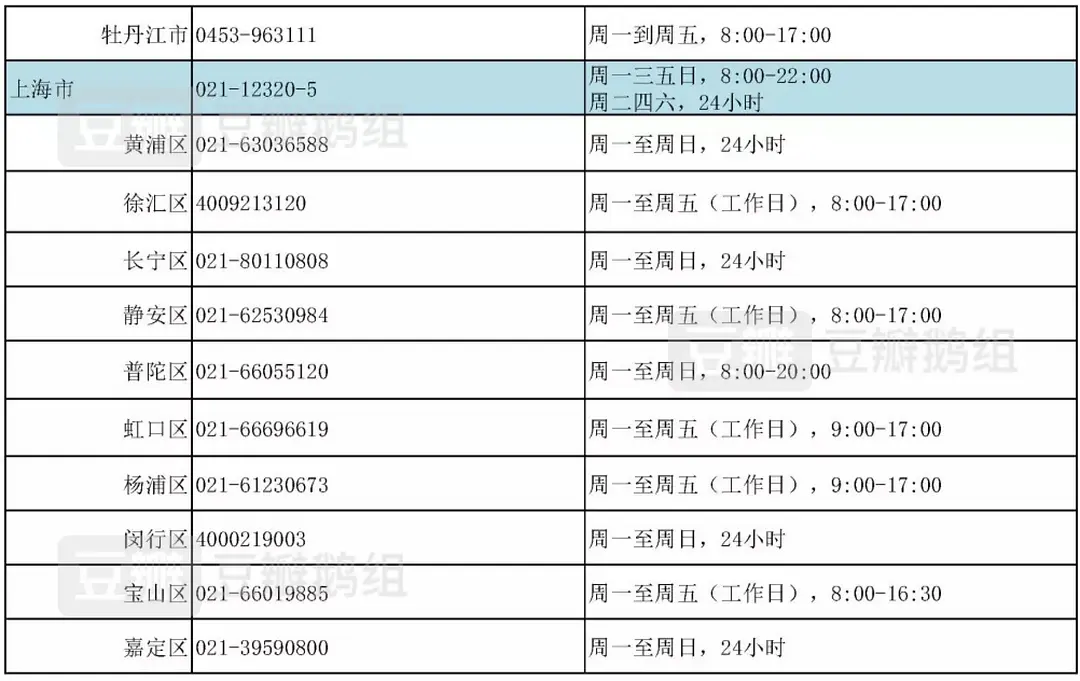 牡丹江市 0453-963111 周一到周五，8:00-17:00
上海市 021-12320-5 周一三五日，8:00-22:00
周二四六，24小时
黄浦区 021-63036588 周一至周日，24小时
徐汇区 4009213120 周一至周五（工作日），8:00-17:00
长宁区 021-80110808 周一至周日，24小时
静安区 021-62530984 周一至周五（工作日），8:00-17:00
普陀区 021-66055120 周一至周日，8:00-20:00
虹口区 021-66696619 周一至周五（工作日），9:00-17:00
杨浦区 021-61230673 周一至周五（工作日），9:00-17:00
闵行区 4000219003 周一至周日，24小时
宝山区 021-66019885 周一至周五（工作日），8:00-16:30
嘉定区 021-39590800 周一至周日，24小时
豆瓣 豆瓣鹅组
豆瓣 豆瓣鹅组
豆瓣 豆瓣鹅组